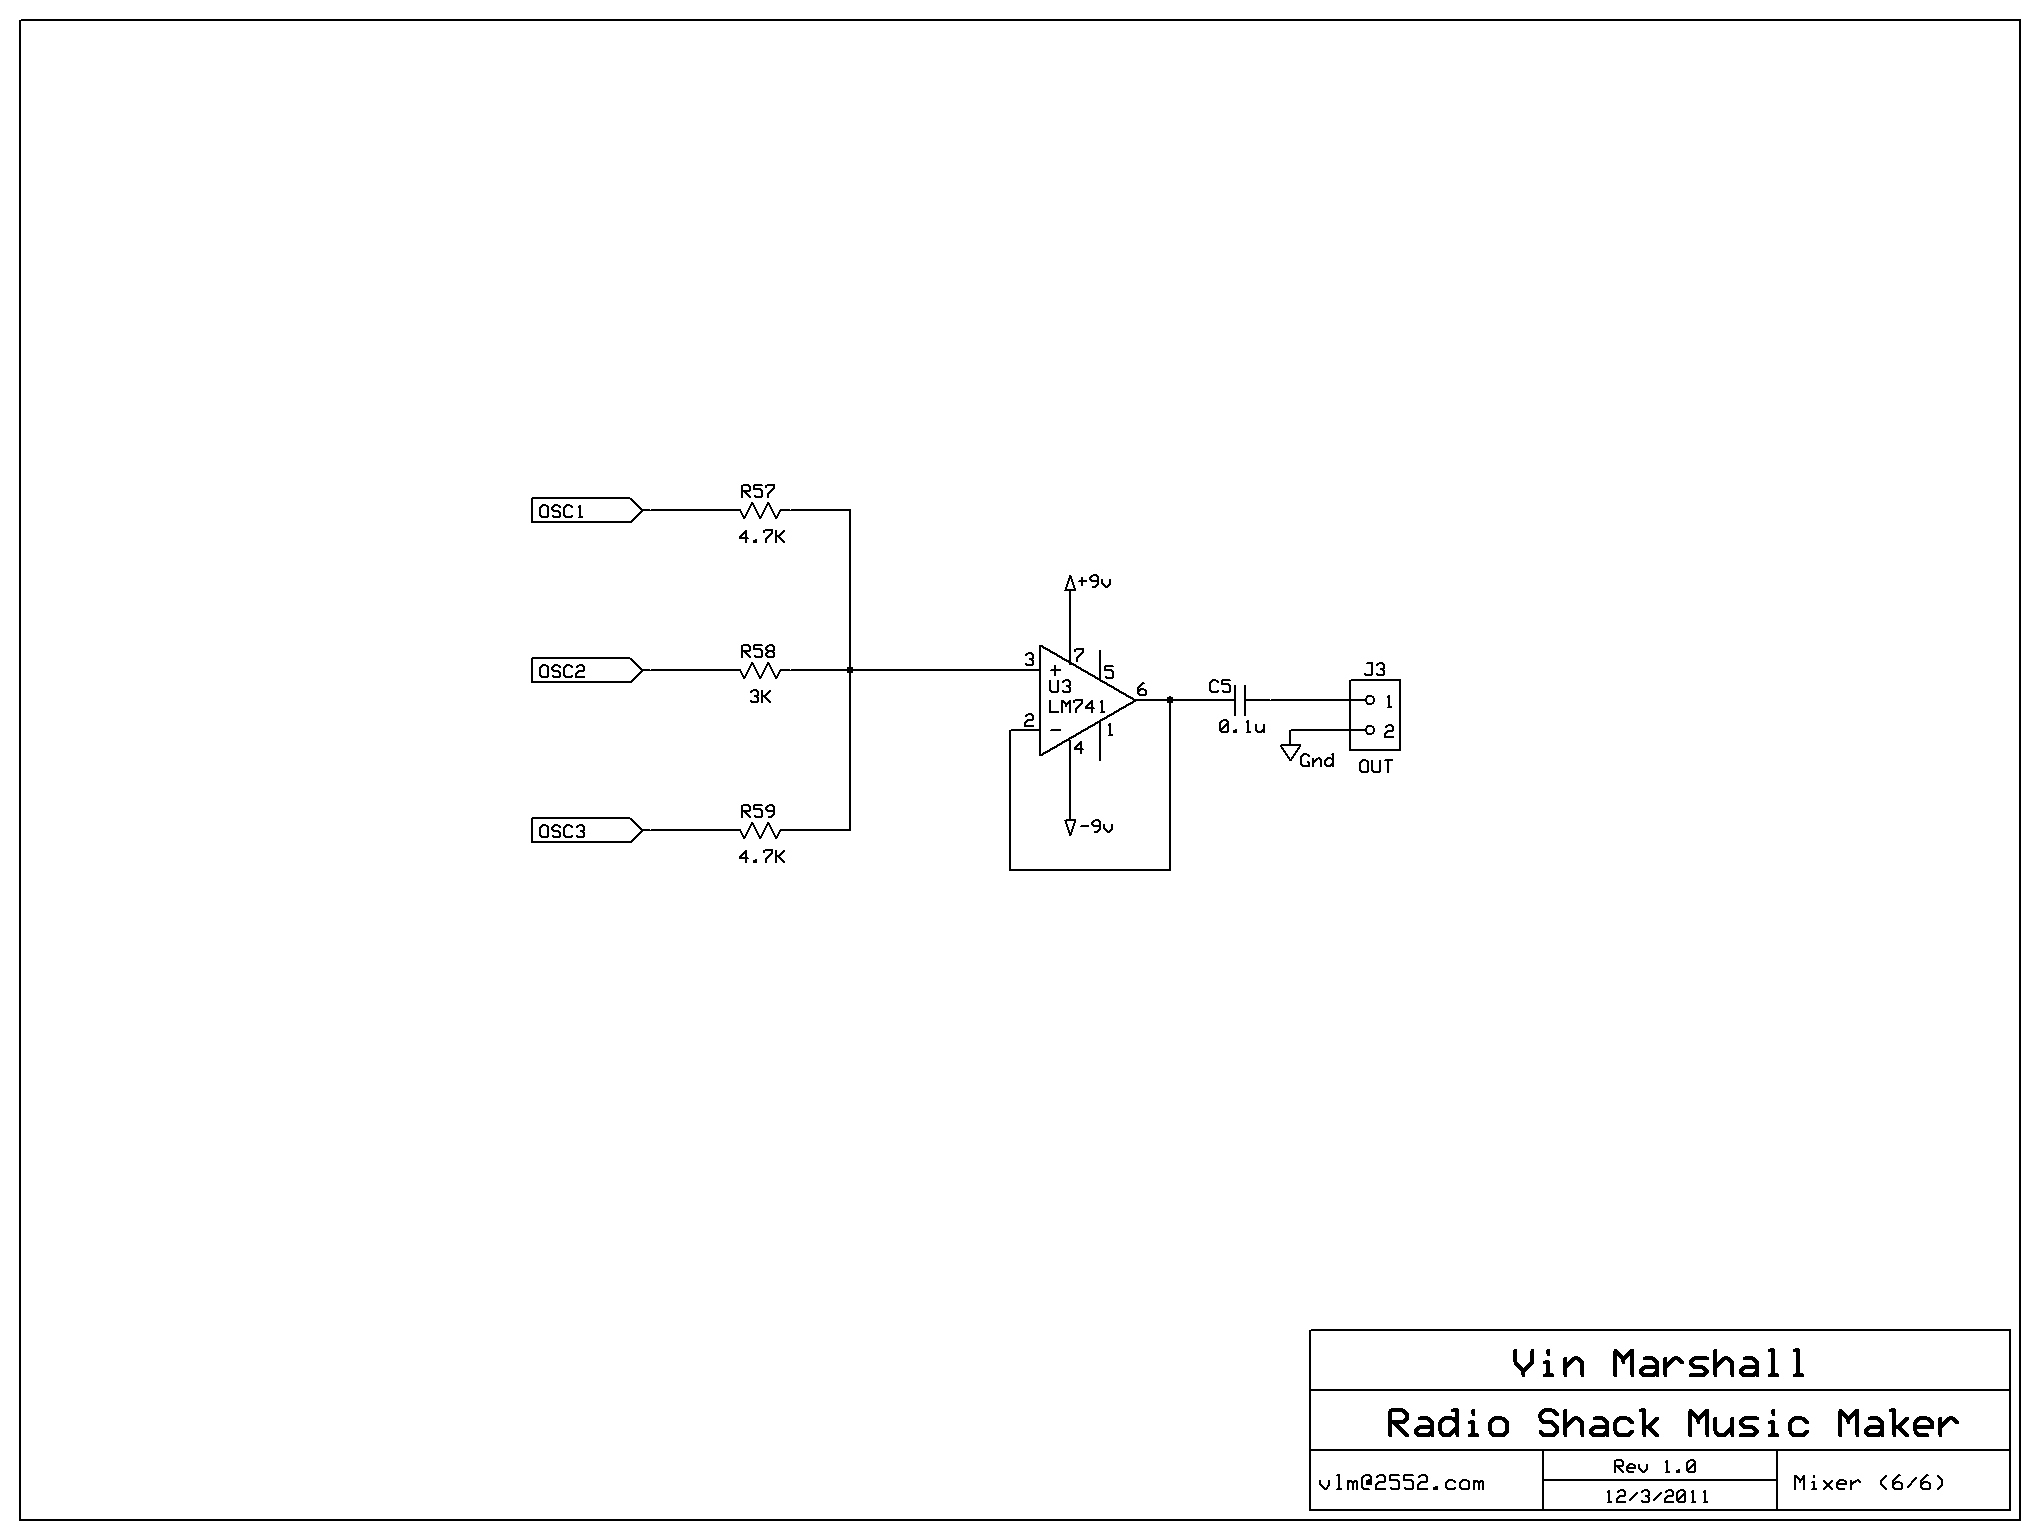 R57
OSC1
4.7K
+9v
R58
OSC2
3K
3
+
7
5
U3
LM741
2
-
4
1
6
C5
0.1u
J3
1
2
Gnd
OUT
R59
OSC3
4.7K
-9v
Vin Marshall
Radio Shack Music Maker
vlm@2552.com
Rev 1.0
12/3/2011
Mixer (6/6)